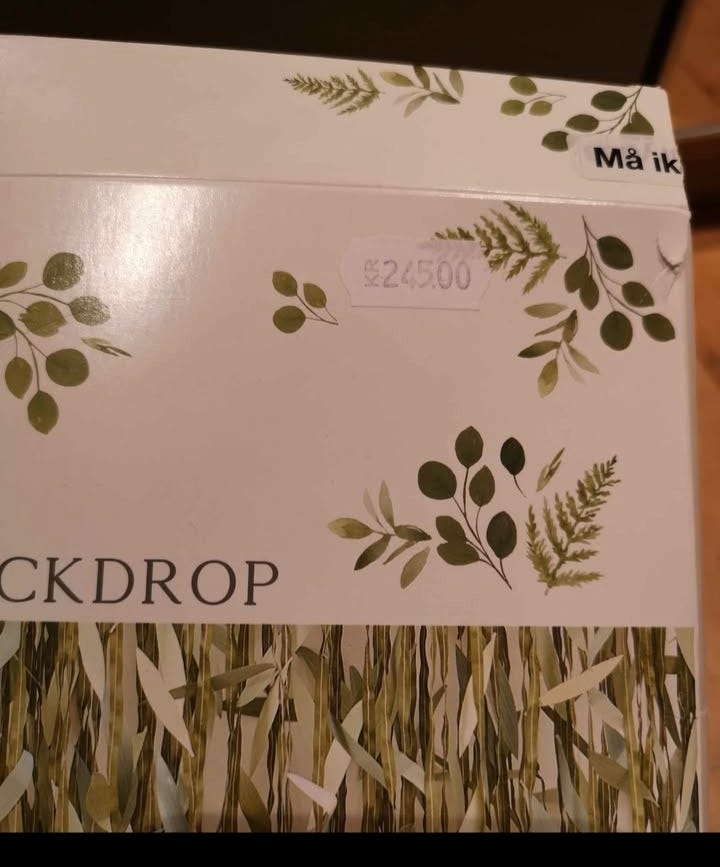 Må ik
KR 245.00
CKDROP